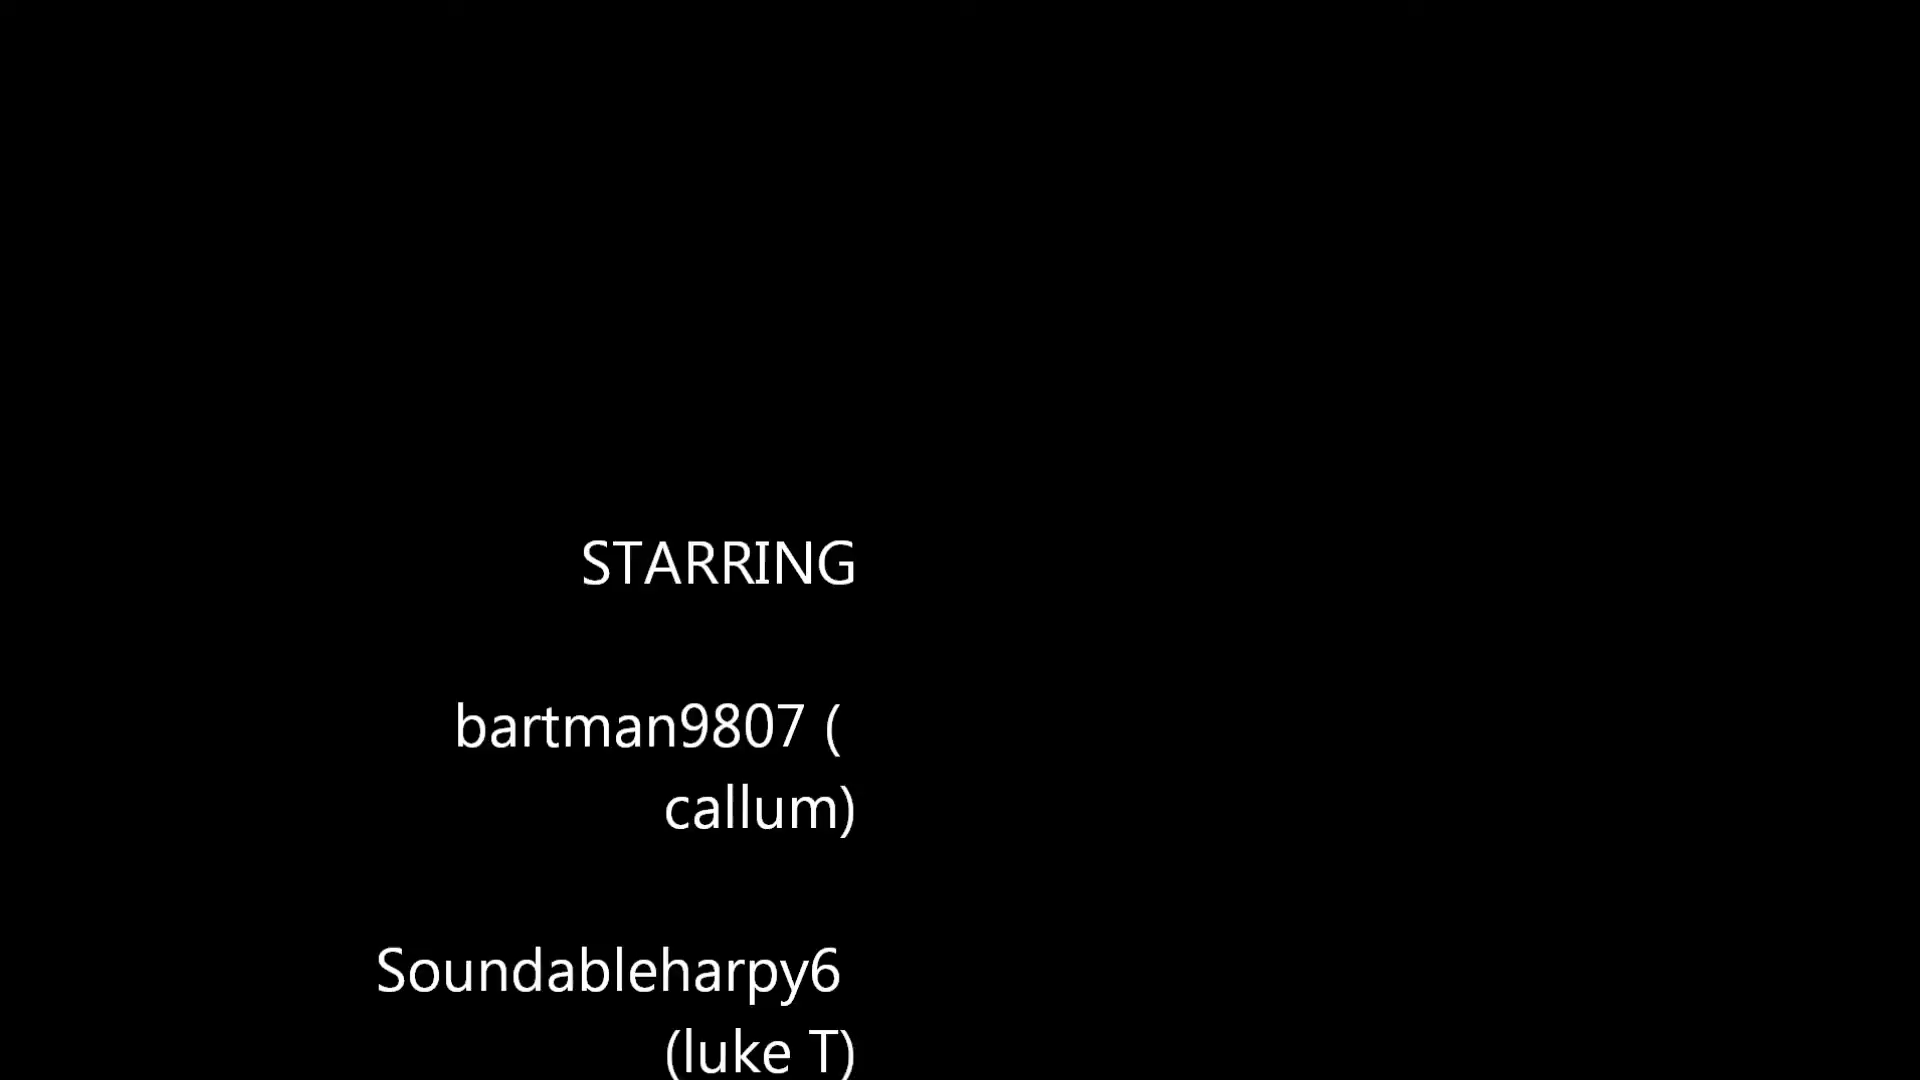 STARRING
bartman9807 (
callum)
Soundableharpy6
(luke T)